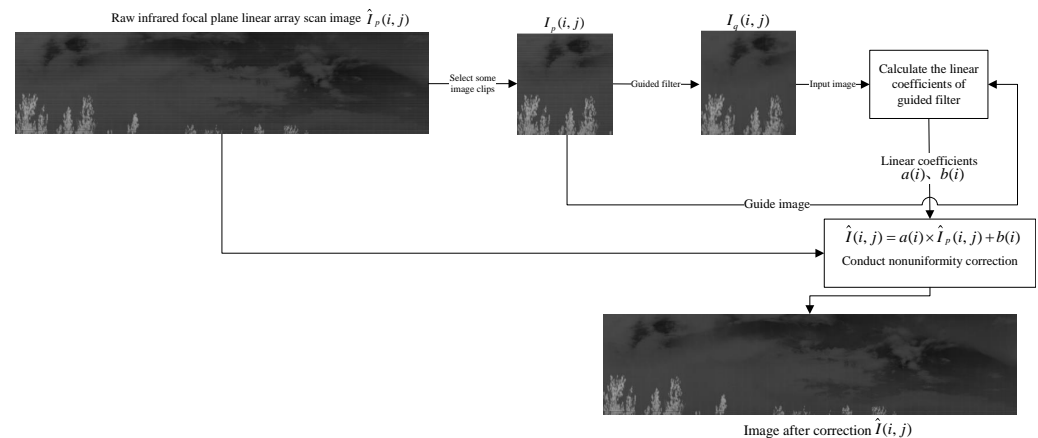 Raw infrared focal plane linear array scan image Î_p(i, j)
I_p(i, j)
I_q(i, j)
Select some
image clips
Guided filter
Input image
Calculate the linear
coefficients of
guided filter
Linear coefficients
a(i)、b(i)
Guide image
Î(i, j) = a(i)×Î_p(i, j)+b(i)
Conduct nonuniformity correction
Image after correction Î(i, j)